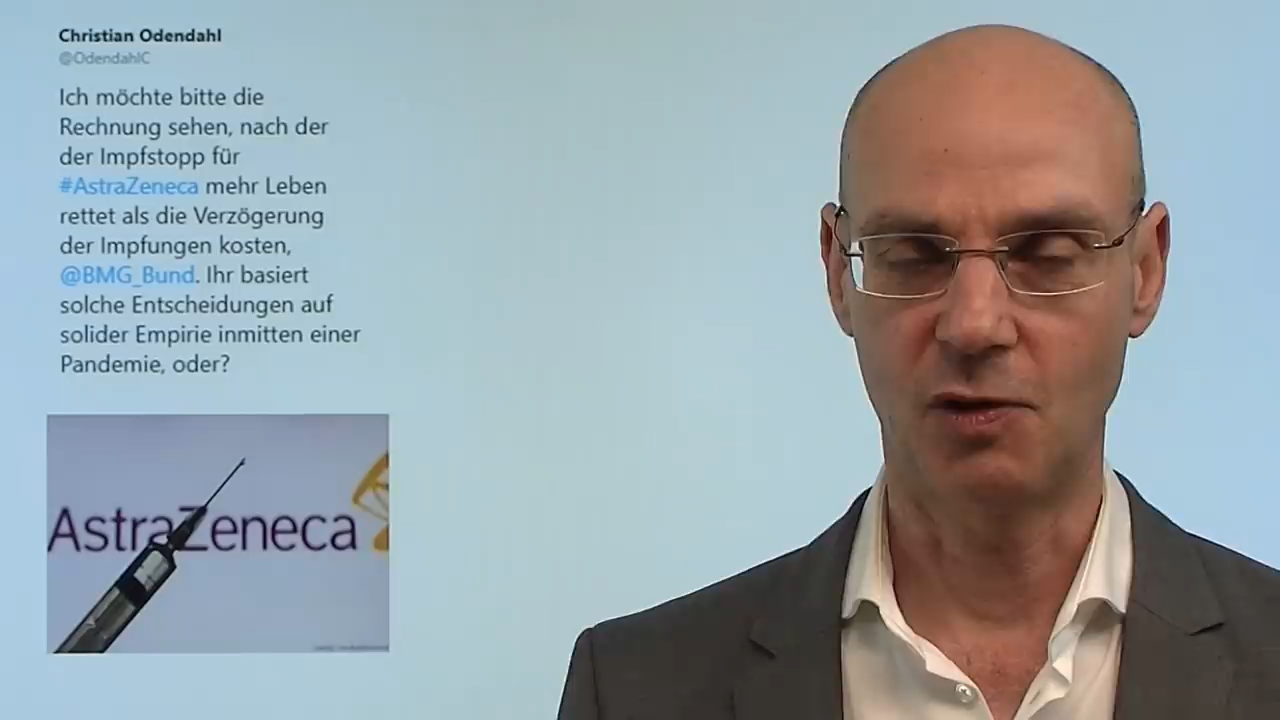 Christian Odendahl
@OdendahlC
Ich möchte bitte die
Rechnung sehen, nach der
der Impfstopp für
#AstraZeneca mehr Leben
rettet als die Verzögerung
der Impfungen kosten,
@BMG_Bund. Ihr basiert
solche Entscheidungen auf
solider Empirie inmitten einer
Pandemie, oder?
AstraZeneca